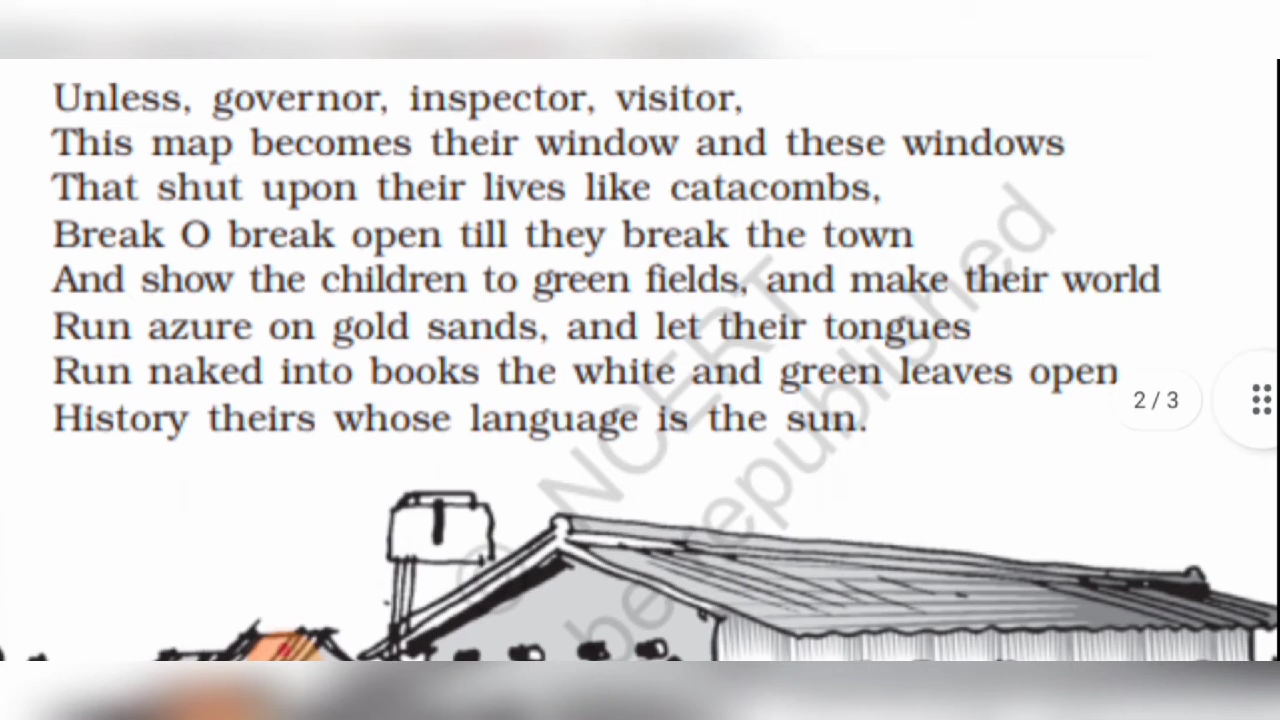 Unless, governor, inspector, visitor,
This map becomes their window and these windows
That shut upon their lives like catacombs,
Break O break open till they break the town
And show the children to green fields, and make their world
Run azure on gold sands, and let their tongues
Run naked into books the white and green leaves open
History theirs whose language is the sun.
2 / 3
© NCERT
be republished